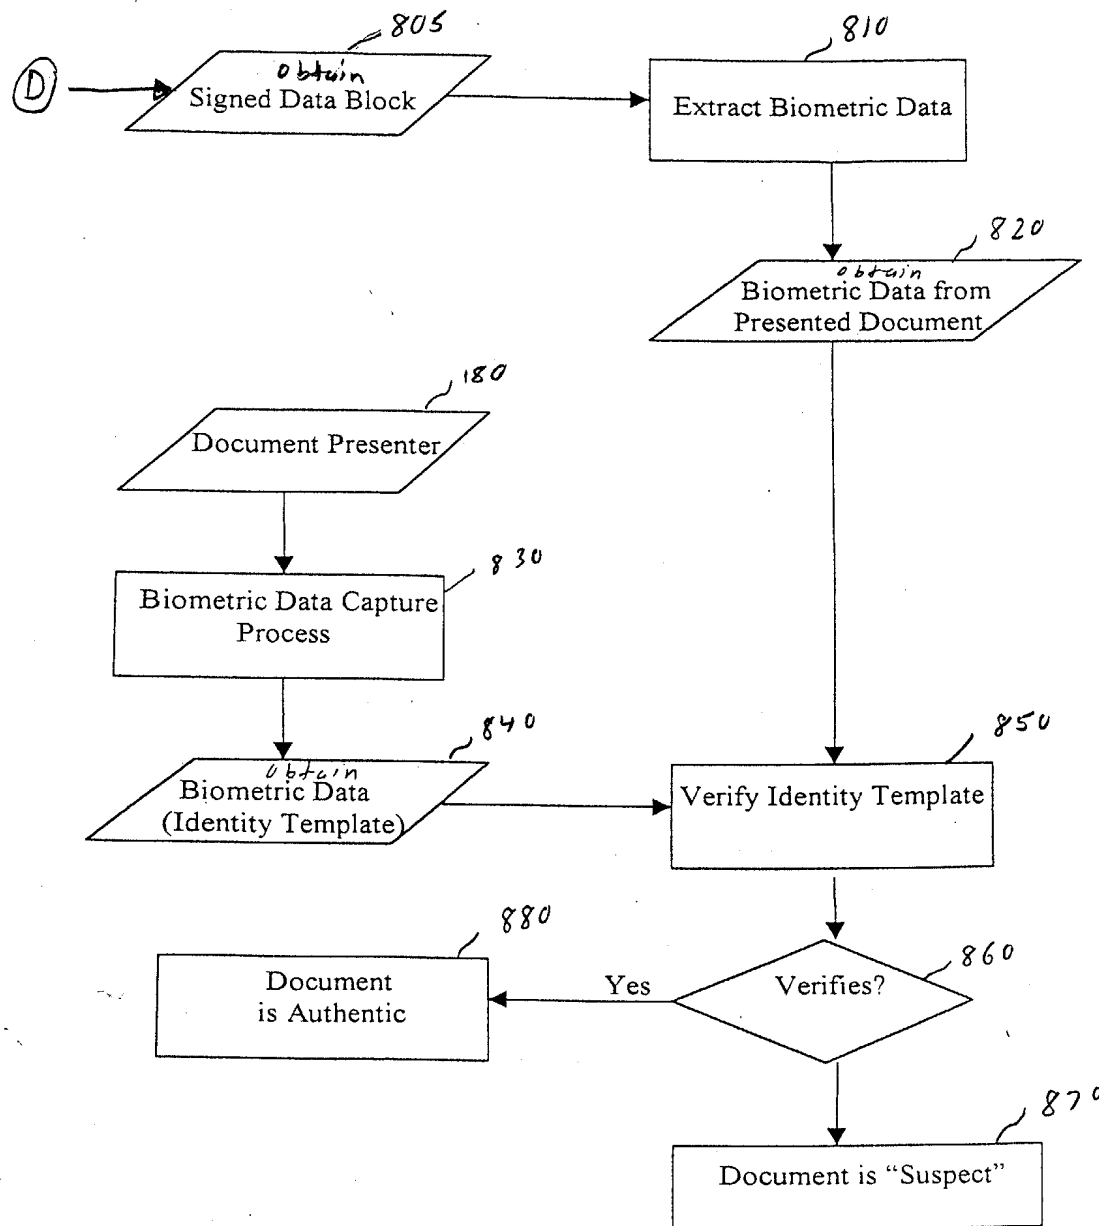 805
810
D
obtain
Signed Data Block
Extract Biometric Data
820
obtain
Biometric Data from
Presented Document
180
Document Presenter
830
Biometric Data Capture
Process
840
850
obtain
Biometric Data
(Identity Template)
Verify Identity Template
880
860
Document
is Authentic
Yes
Verifies?
870
Document is “Suspect”